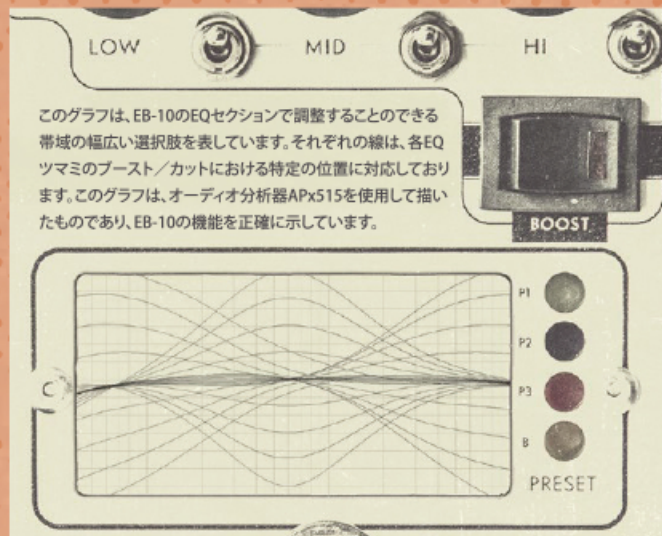 LOW MID HI
このグラフは、EB-10のEQセクションで調整することのできる
帯域の幅広い選択肢を表しています。それぞれの線は、各EQ
ツマミのブースト／カットにおける特定の位置に対応しており
ます。このグラフは、オーディオ分析器APx515を使用して描い
たものであり、EB-10の機能を正確に示しています。
BOOST
P1
P2
P3
B
PRESET